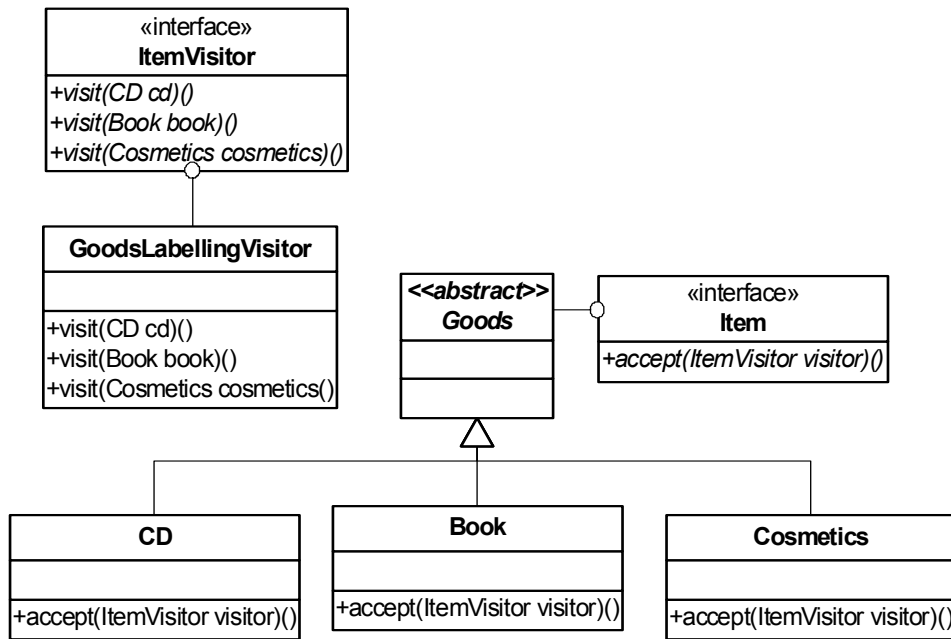 «interface»
ItemVisitor
+visit(CD cd)()
+visit(Book book)()
+visit(Cosmetics cosmetics)()
GoodsLabellingVisitor
+visit(CD cd)()
+visit(Book book)()
+visit(Cosmetics cosmetics()
<<abstract>>
Goods
«interface»
Item
+accept(ItemVisitor visitor)()
CD
+accept(ItemVisitor visitor)()
Book
+accept(ItemVisitor visitor)()
Cosmetics
+accept(ItemVisitor visitor)()